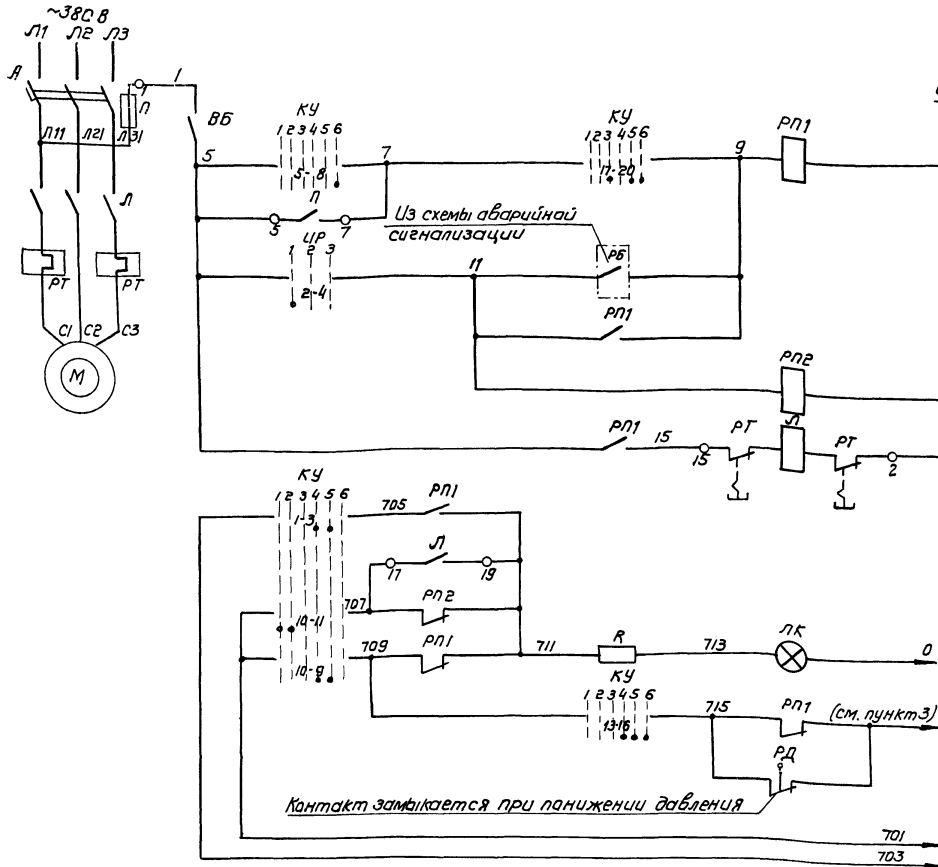 ~380 В
Л1 Л2 Л3
А
1
1
П
Л11 Л21 Л31
ВБ
Л
РТ РТ
С1 С2 С3
М
5
КУ
1 2 3 4 5 6
5-8
7
КУ
1 2 3 4 5 6
17-20
9
РП1
Л
5 7
Из схемы аварийной
сигнализации
РБ
ИР
1 2 3
2-4
11
РП1
РП2
РП1
15
15
РТ
Л
РТ
2
КУ
1 2 3 4 5 6
1-3
705
РП1
Л
17 19
707
РП2
10-11
709
РП1
10-9
711
R
713
ЛК
0
КУ
1 2 3 4 5 6
13-16
715
РП1
(см. пункт 3)
РД
Контакт замыкается при понижении давления
701
703